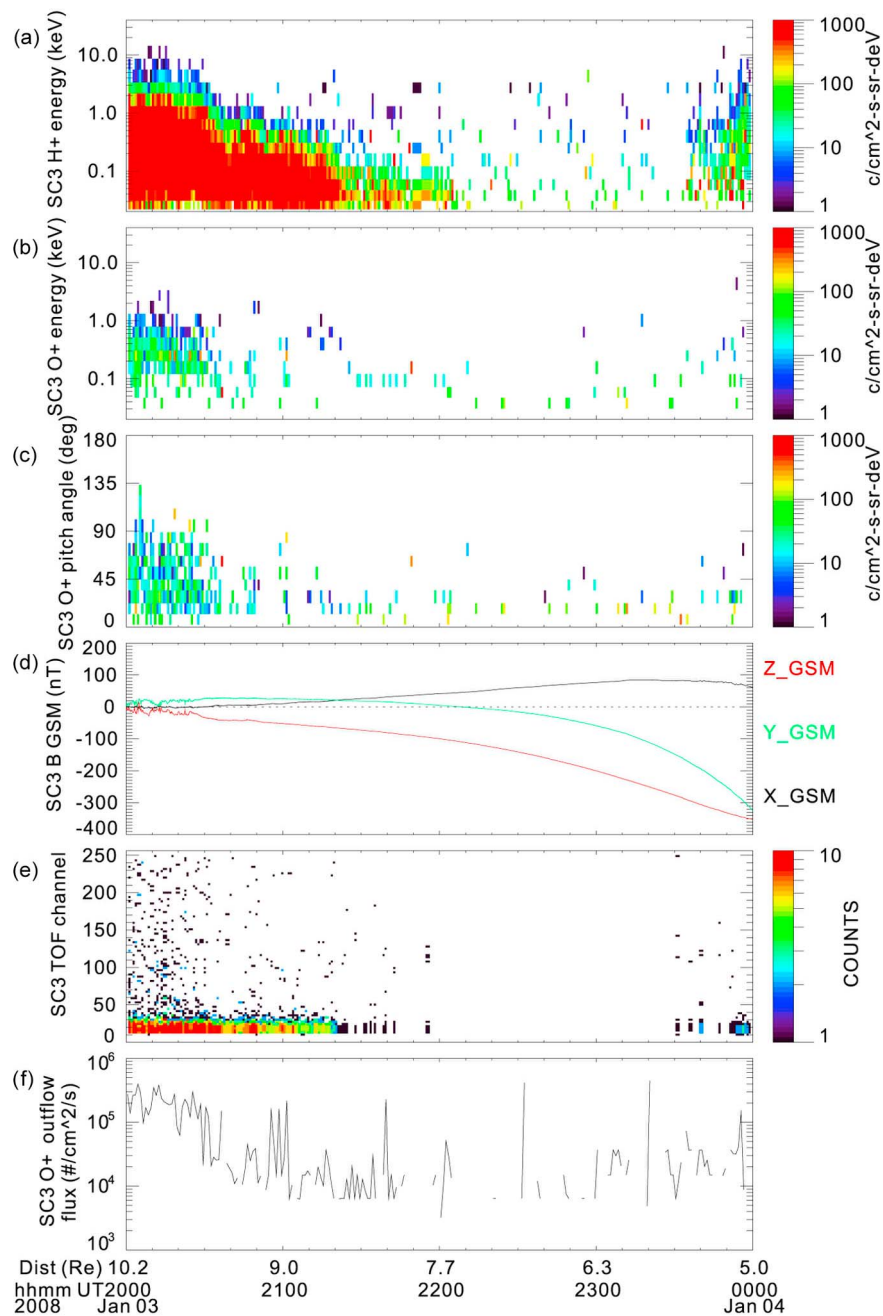 (a)
SC3 H+ energy (keV)
10.0
1.0
0.1
1000
100
10
1
c/cm^2-s-sr-deV
(b)
SC3 O+ energy (keV)
10.0
1.0
0.1
1000
100
10
1
c/cm^2-s-sr-deV
(c)
SC3 O+ pitch angle (deg)
180
135
90
45
0
1000
100
10
1
c/cm^2-s-sr-deV
(d)
SC3 B GSM (nT)
200
100
0
-100
-200
-300
-400
Z_GSM
Y_GSM
X_GSM
(e)
SC3 TOF channel
250
200
150
100
50
0
10
1
COUNTS
(f)
SC3 O+ outflow
flux (#/cm^2/s)
10^6
10^5
10^4
10^3
Dist (Re) 10.2 9.0 7.7 6.3 5.0
hhmm UT2000 2100 2200 2300 0000
2008 Jan 03 Jan 04